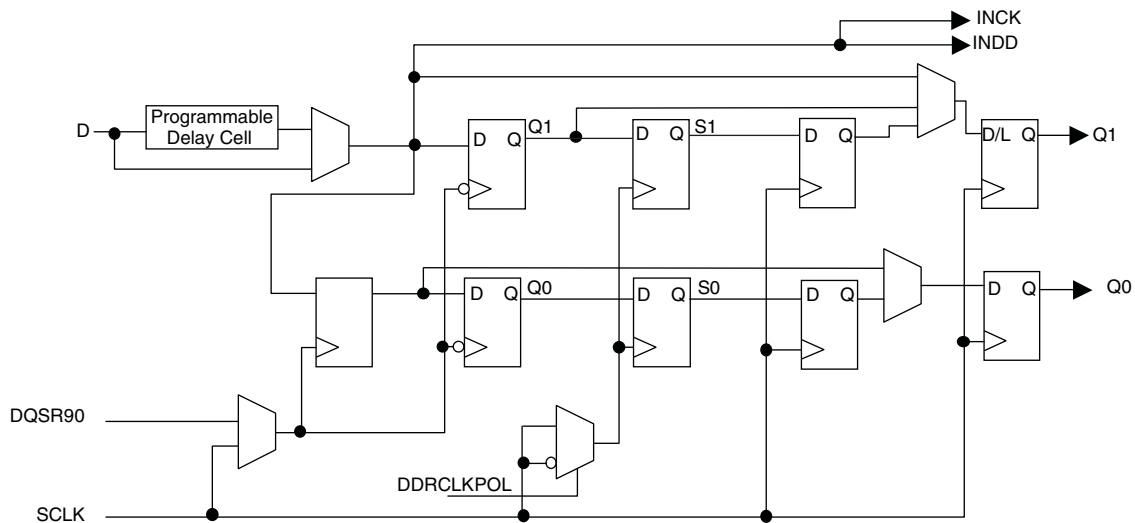 INCK
INDD
D
Programmable
Delay Cell
D Q
Q1
D Q
S1
D Q
D/L Q
Q1
D Q
Q0
D Q
S0
D Q
D Q
Q0
DQSR90
DDRCLKPOL
SCLK